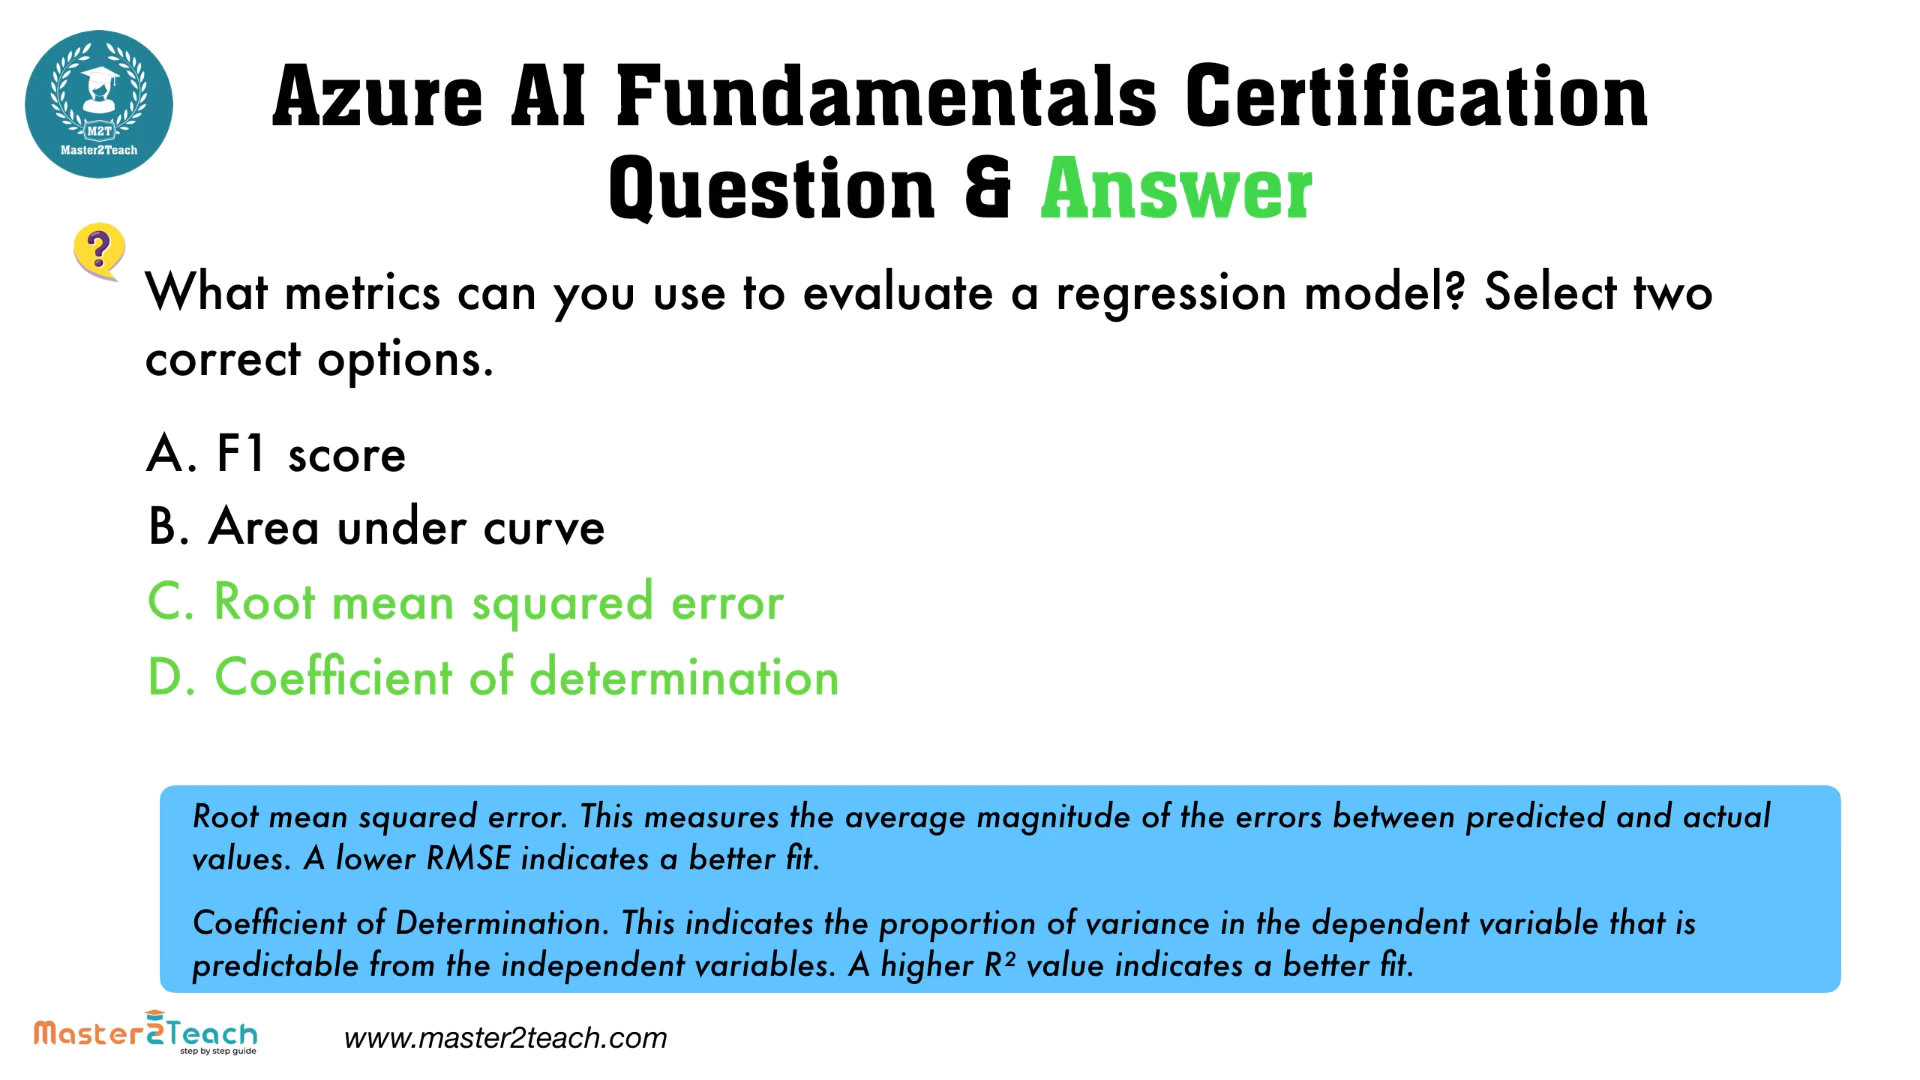 M2T
Master2Teach
Azure AI Fundamentals Certification
Question & Answer
?
What metrics can you use to evaluate a regression model? Select two
correct options.
A. F1 score
B. Area under curve
C. Root mean squared error
D. Coefficient of determination
Root mean squared error. This measures the average magnitude of the errors between predicted and actual
values. A lower RMSE indicates a better fit.
Coefficient of Determination. This indicates the proportion of variance in the dependent variable that is
predictable from the independent variables. A higher R² value indicates a better fit.
Master2Teach
step by step guide
www.master2teach.com